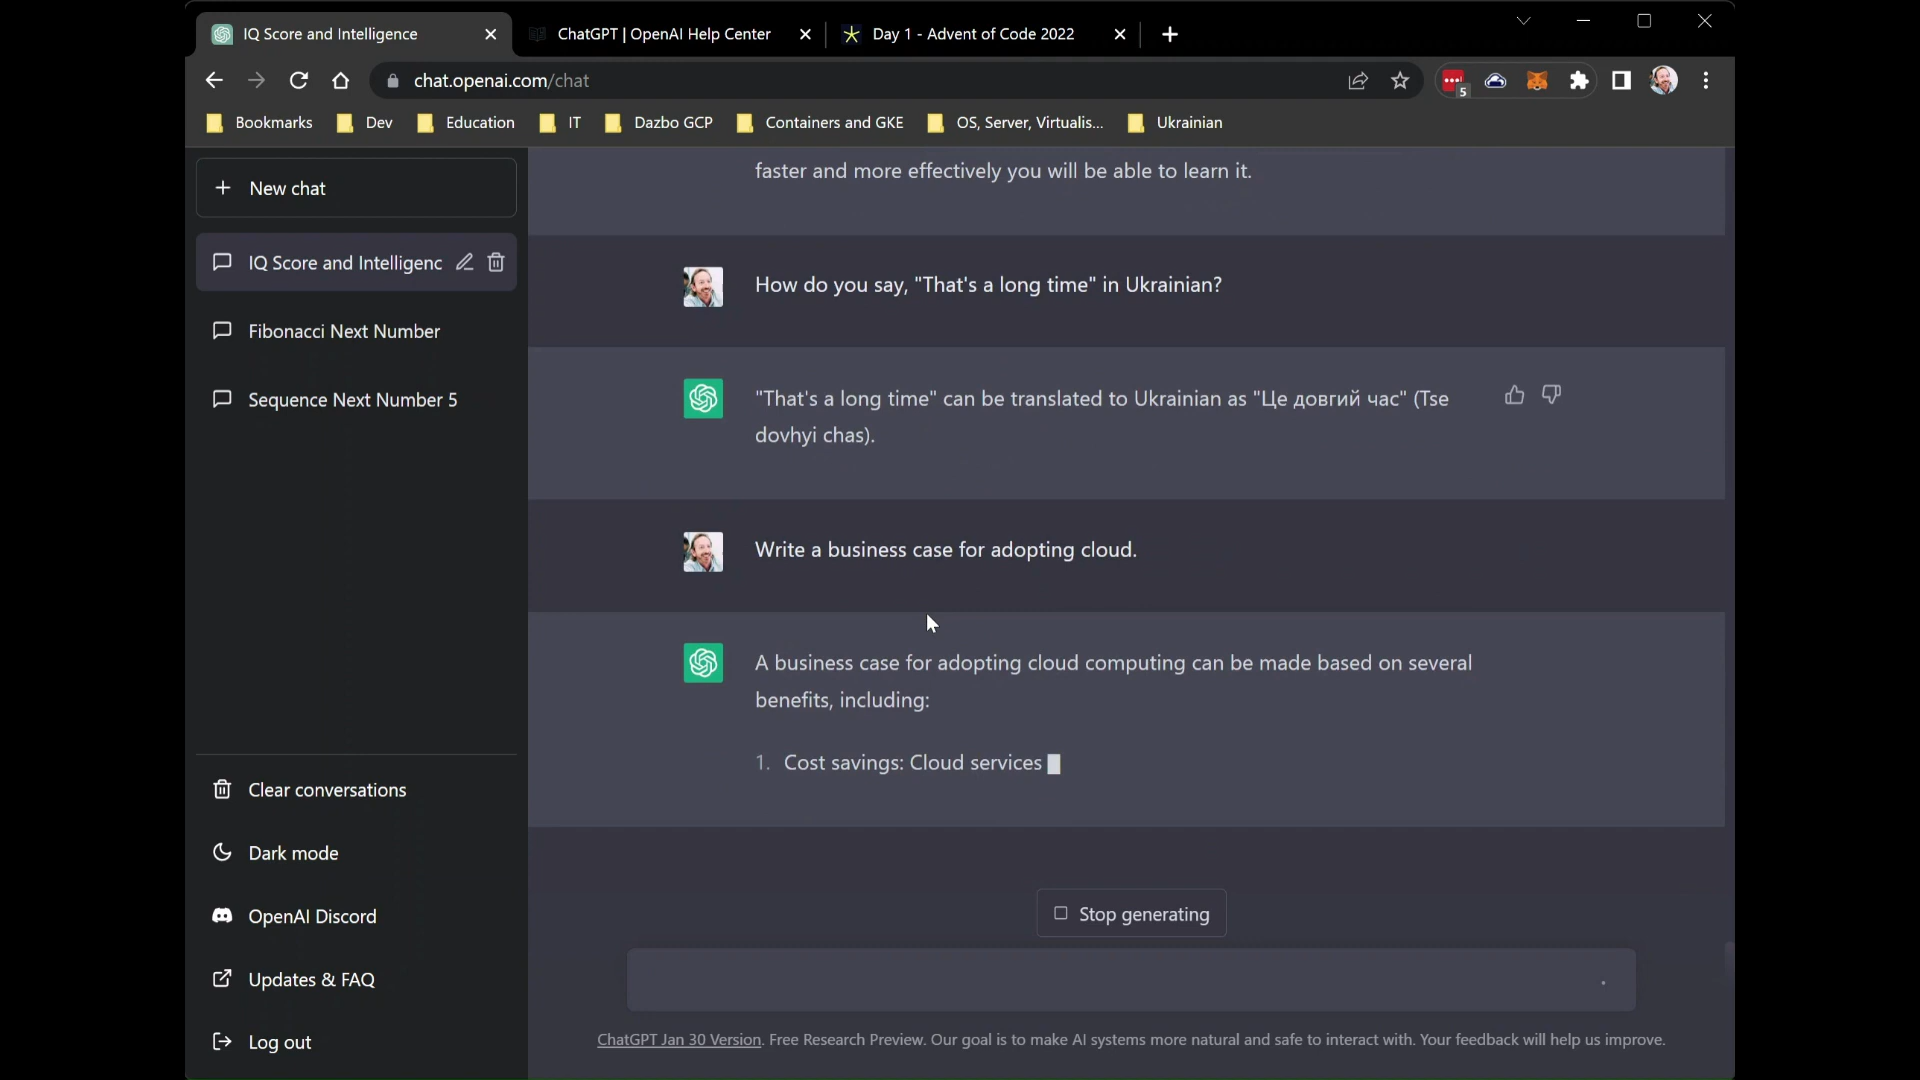 IQ Score and Intelligence
ChatGPT | OpenAI Help Center
Day 1 - Advent of Code 2022
chat.openai.com/chat
5
Bookmarks
Dev
Education
IT
Dazbo GCP
Containers and GKE
OS, Server, Virtualis...
Ukrainian
New chat
IQ Score and Intelligenc
Fibonacci Next Number
Sequence Next Number 5
Clear conversations
Dark mode
OpenAI Discord
Updates & FAQ
Log out
faster and more effectively you will be able to learn it.
How do you say, "That's a long time" in Ukrainian?
"That's a long time" can be translated to Ukrainian as "Це довгий час" (Tse
dovhyi chas).
Write a business case for adopting cloud.
A business case for adopting cloud computing can be made based on several
benefits, including:
1. Cost savings: Cloud services
Stop generating
ChatGPT Jan 30 Version. Free Research Preview. Our goal is to make AI systems more natural and safe to interact with. Your feedback will help us improve.